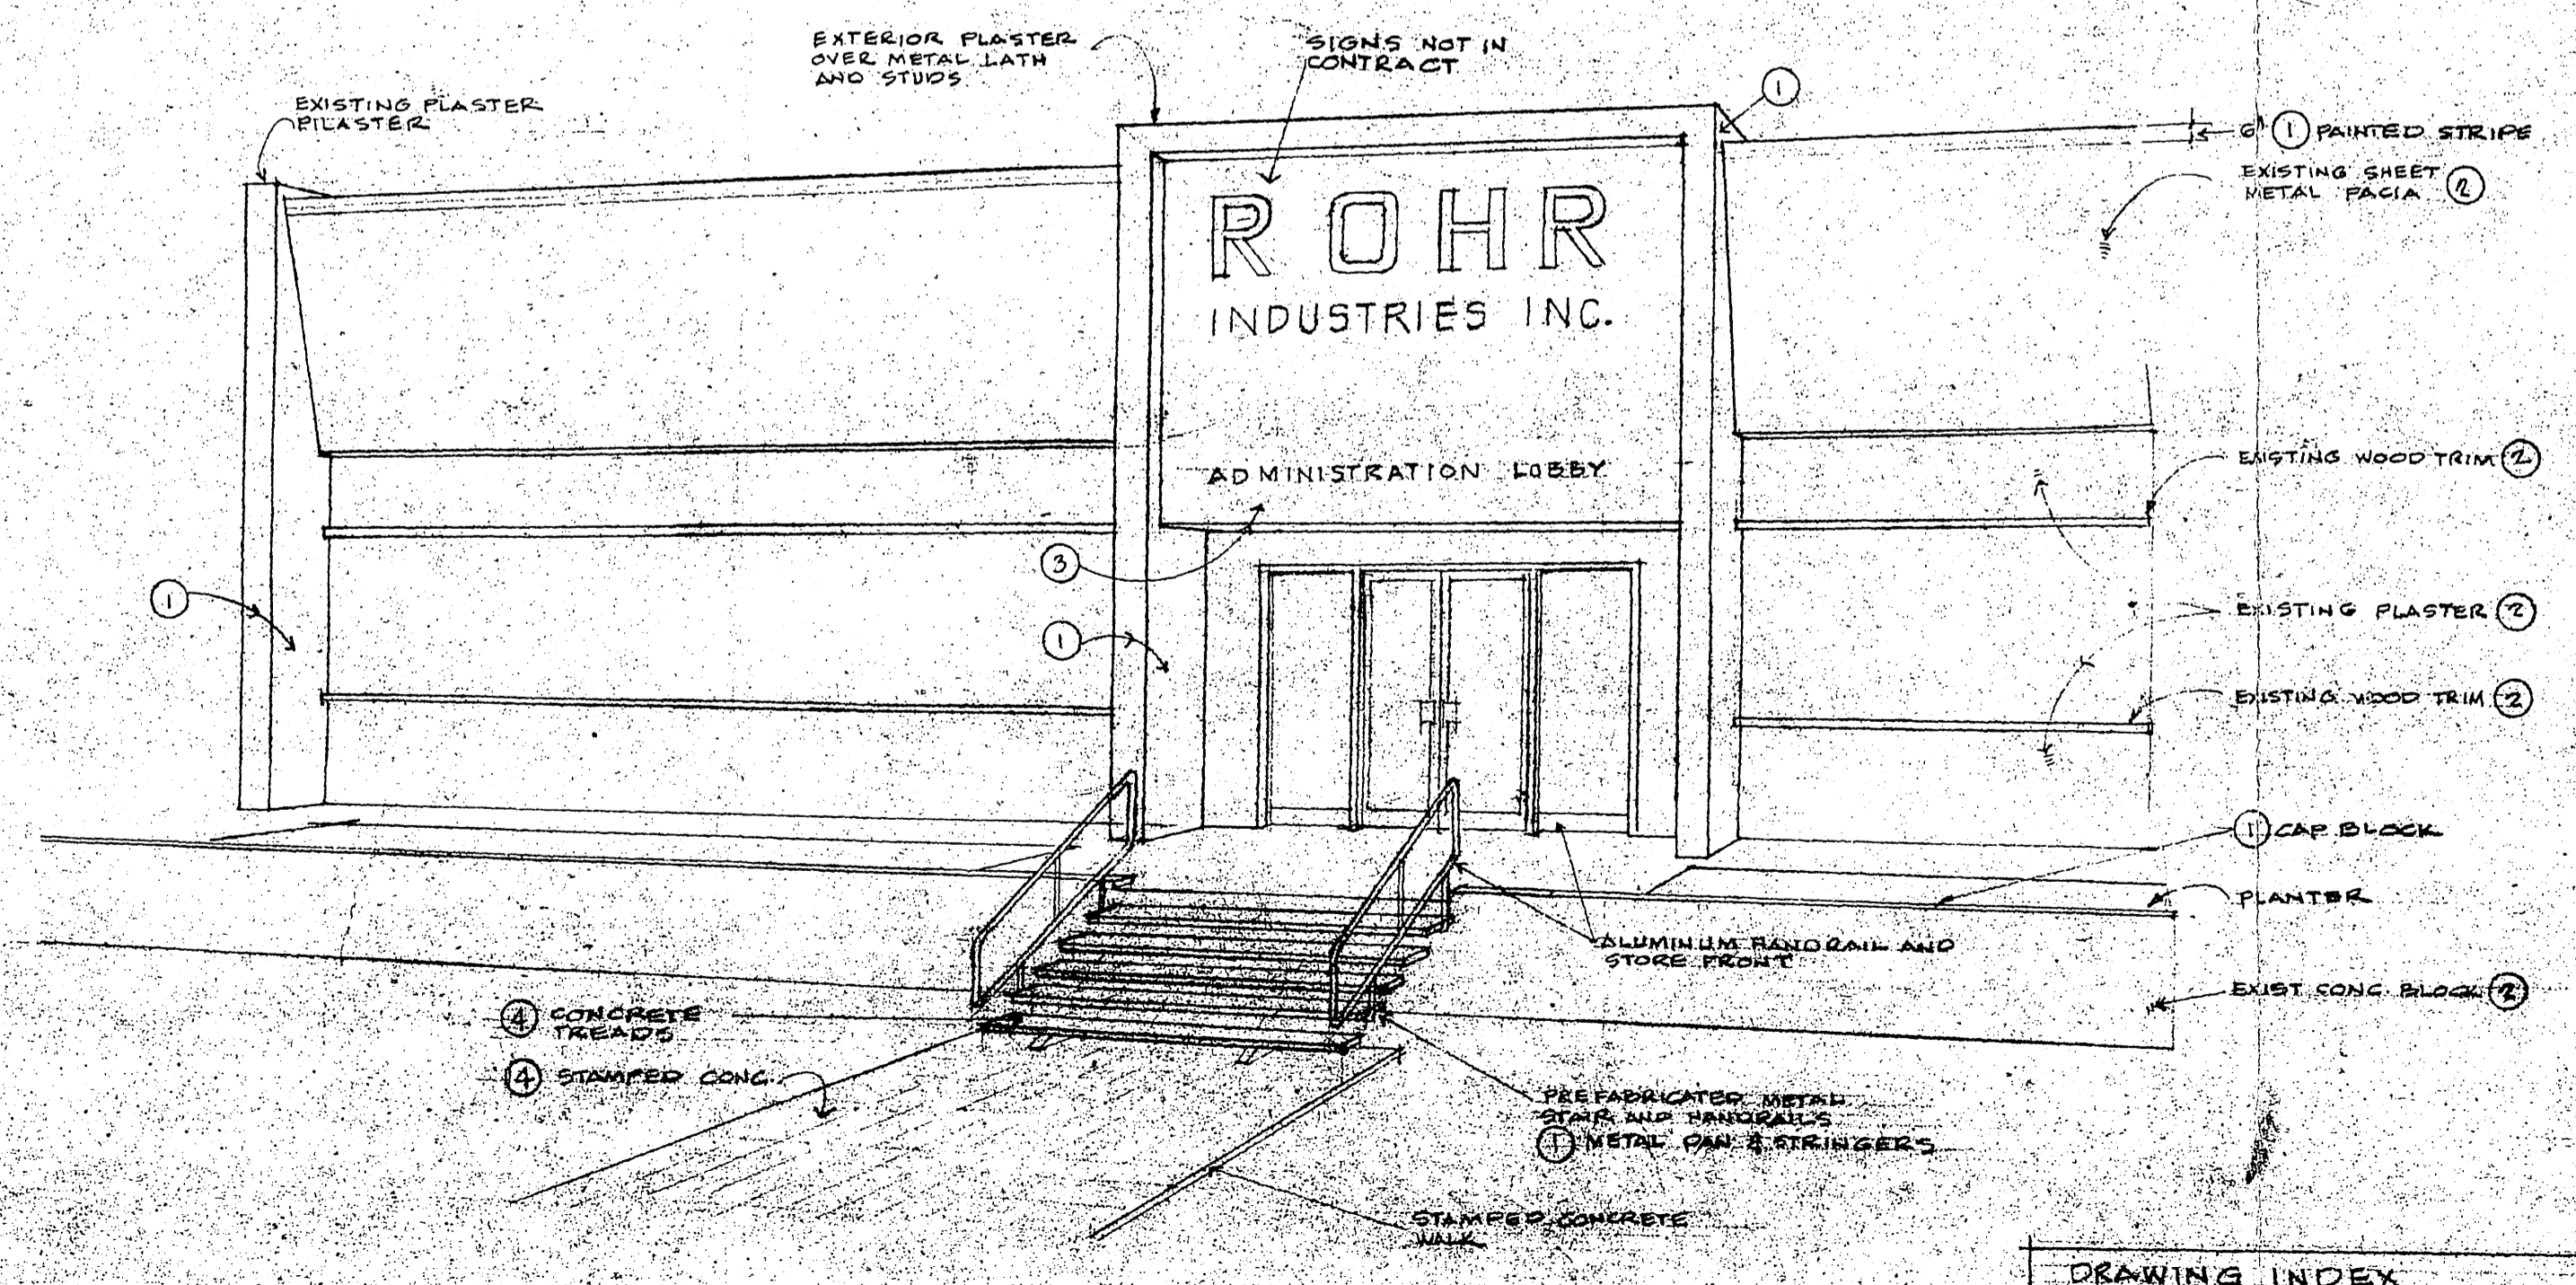 EXTERIOR PLASTER
OVER METAL LATH
AND STUDS
SIGNS NOT IN
CONTRACT
EXISTING PLASTER
PILASTER
1
6" 1 PAINTED STRIPE
EXISTING SHEET
METAL FACIA 2
ROHR
INDUSTRIES INC.
ADMINISTRATION LOBBY
EXISTING WOOD TRIM 2
3
1
1
EXISTING PLASTER 2
EXISTING WOOD TRIM 2
1 CAP BLOCK
PLANTER
ALUMINUM HANDRAIL AND
STORE FRONT
EXIST CONC. BLOCK 2
4 CONCRETE
TREADS
4 STAMPED CONC.
PREFABRICATED METAL
STAIR AND HANDRAILS
1 METAL PAN & STRINGERS
STAMPED CONCRETE
WALK
DRAWING INDEX